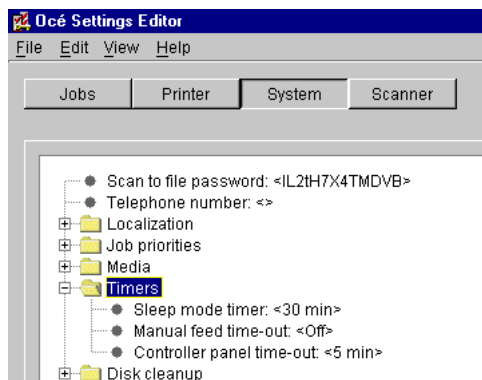 Océ Settings Editor
File Edit View Help
Jobs Printer System Scanner
Scan to file password: <IL2tH7X4TMDVB>
Telephone number: <>
Localization
Job priorities
Media
Timers
Sleep mode timer: <30 min>
Manual feed time-out: <Off>
Controller panel time-out: <5 min>
Disk cleanup